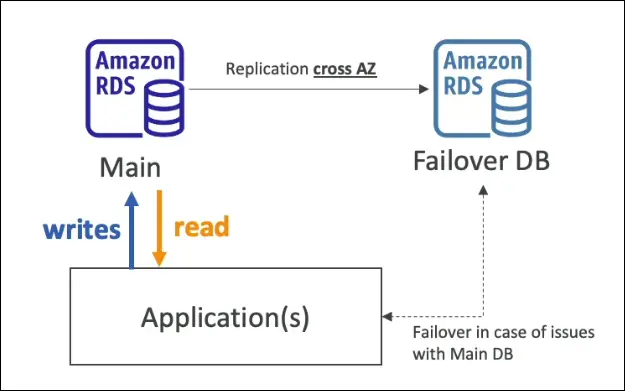 Amazon
RDS
Replication cross AZ
Amazon
RDS
Main
Failover DB
writes
read
Application(s)
Failover in case of issues
with Main DB